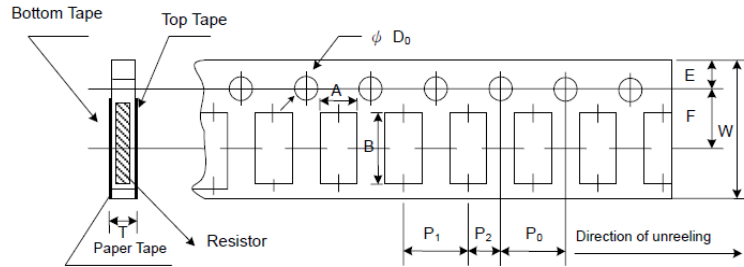 Bottom Tape
Top Tape
ϕ D₀
E
A
F
W
B
T
P₁
P₂
P₀
Direction of unreeling
Resistor
Paper Tape